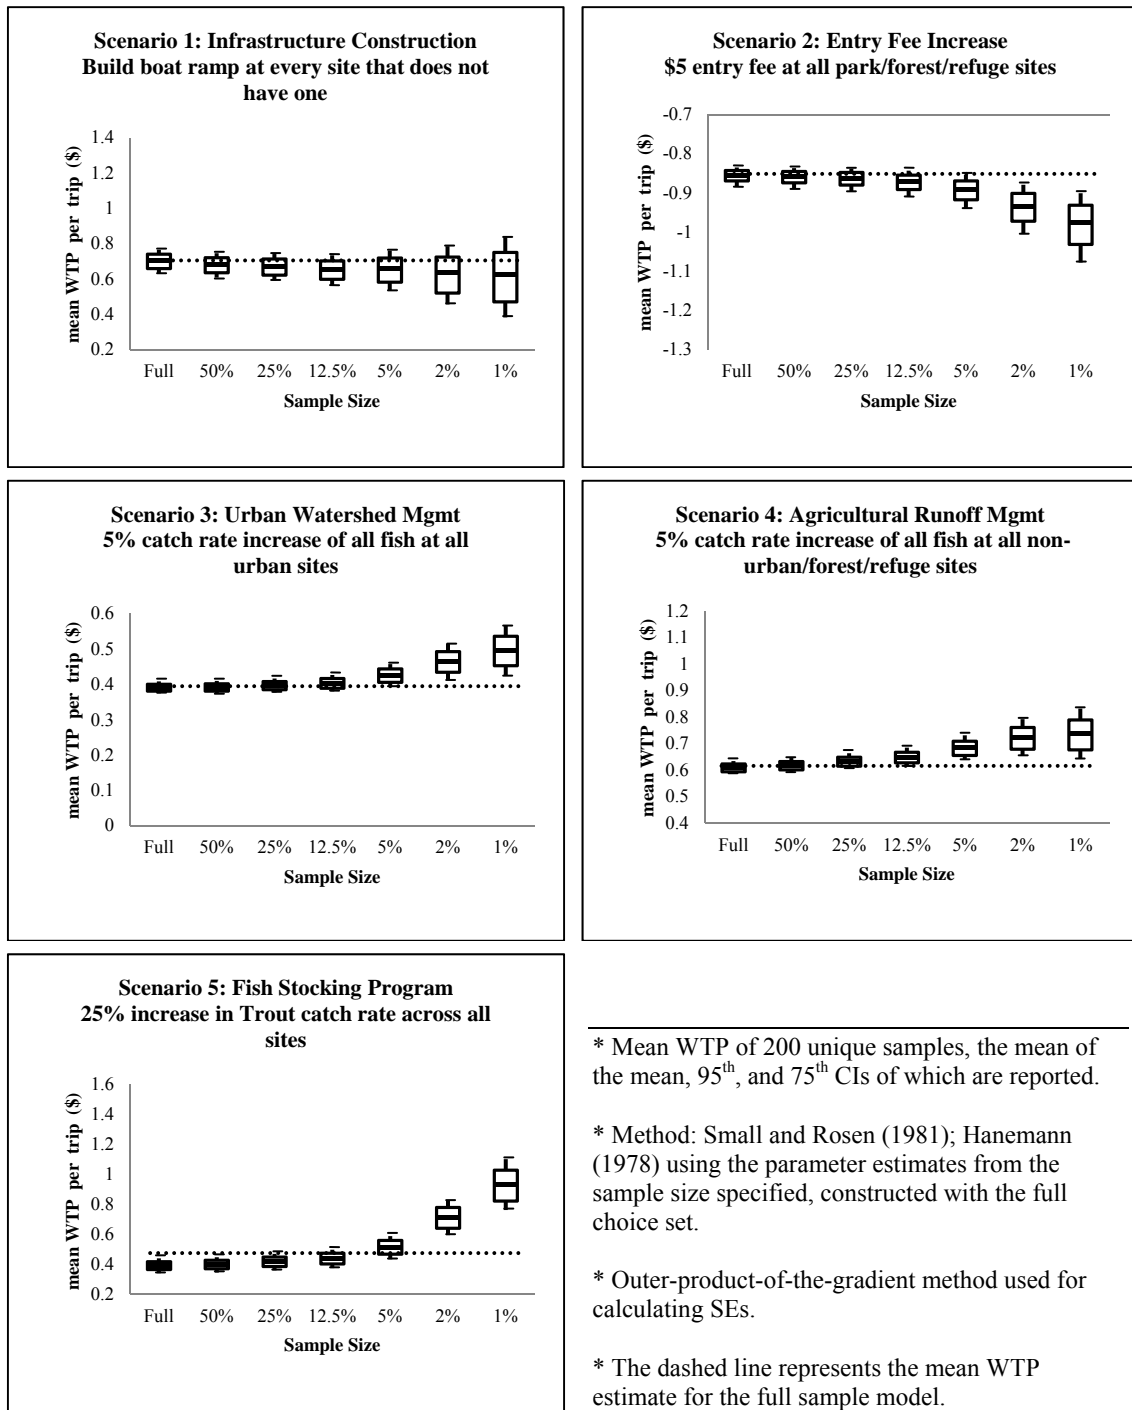 Scenario 1: Infrastructure Construction
Build boat ramp at every site that does not
have one
mean WTP per trip ($)
1.4
1.2
1
0.8
0.6
0.4
0.2
Full 50% 25% 12.5% 5% 2% 1%
Sample Size
Scenario 2: Entry Fee Increase
$5 entry fee at all park/forest/refuge sites
mean WTP per trip ($)
-0.7
-0.8
-0.9
-1
-1.1
-1.2
-1.3
Full 50% 25% 12.5% 5% 2% 1%
Sample Size
Scenario 3: Urban Watershed Mgmt
5% catch rate increase of all fish at all
urban sites
mean WTP per trip ($)
0.6
0.5
0.4
0.3
0.2
0.1
0
Full 50% 25% 12.5% 5% 2% 1%
Sample Size
Scenario 4: Agricultural Runoff Mgmt
5% catch rate increase of all fish at all non-
urban/forest/refuge sites
mean WTP per trip ($)
1.2
1.1
1
0.9
0.8
0.7
0.6
0.5
0.4
Full 50% 25% 12.5% 5% 2% 1%
Sample Size
Scenario 5: Fish Stocking Program
25% increase in Trout catch rate across all
sites
mean WTP per trip ($)
1.6
1.4
1.2
1
0.8
0.6
0.4
0.2
Full 50% 25% 12.5% 5% 2% 1%
Sample Size
* Mean WTP of 200 unique samples, the mean of
the mean, 95th, and 75th CIs of which are reported.
* Method: Small and Rosen (1981); Hanemann
(1978) using the parameter estimates from the
sample size specified, constructed with the full
choice set.
* Outer-product-of-the-gradient method used for
calculating SEs.
* The dashed line represents the mean WTP
estimate for the full sample model.